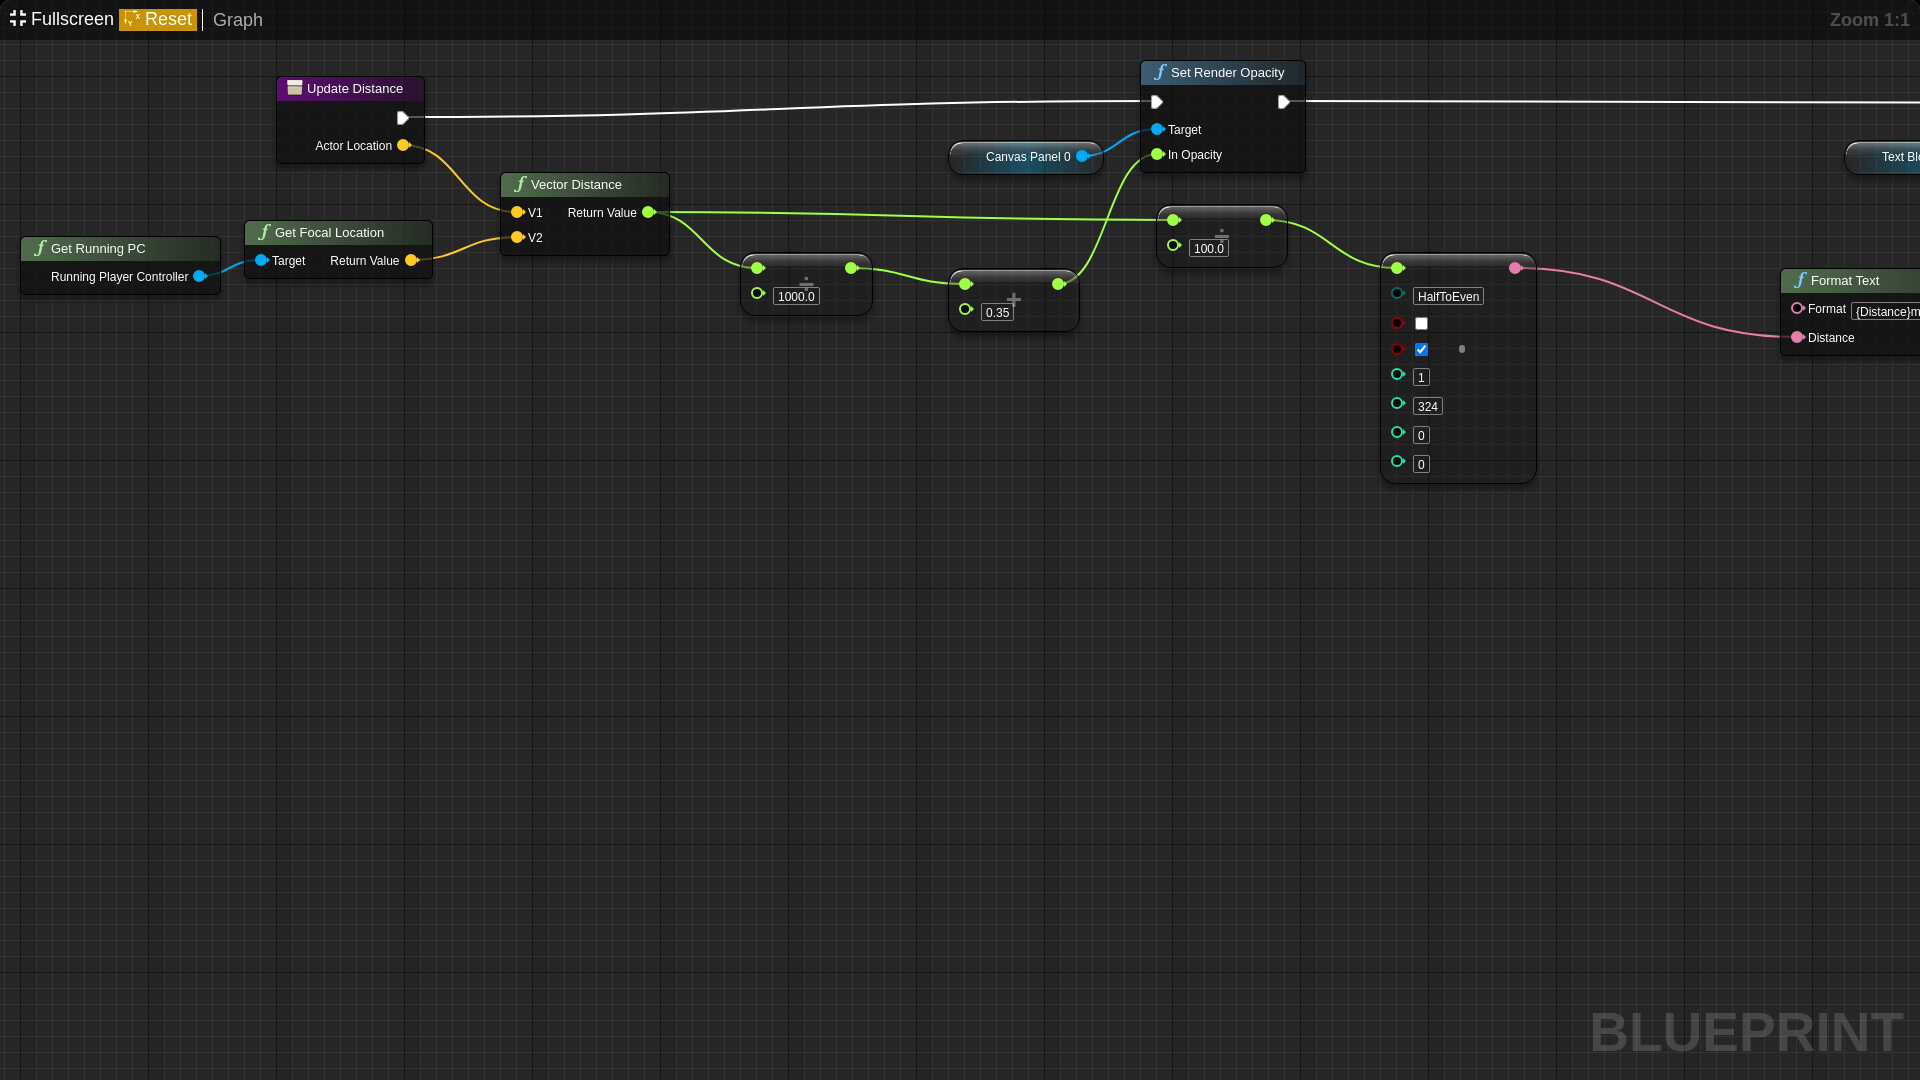 Fullscreen Reset Graph Zoom 1:1
Update Distance
Actor Location
Get Running PC
Running Player Controller
Get Focal Location
Target Return Value
Vector Distance
V1 Return Value
V2
÷
1000.0
+
0.35
Canvas Panel 0
Set Render Opacity
Target
In Opacity
÷
100.0
HalfToEven
1
324
0
0
Text Blo
Format Text
Format {Distance}m
Distance
BLUEPRINT